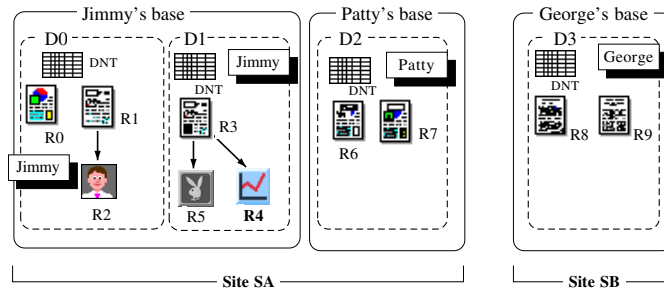 Jimmy's base
Patty's base
George's base
D0
D1
D2
D3
DNT
Jimmy
DNT
Patty
DNT
George
DNT
R0
R1
R3
R6
R7
R8
R9
Jimmy
R2
R5
R4
Site SA
Site SB